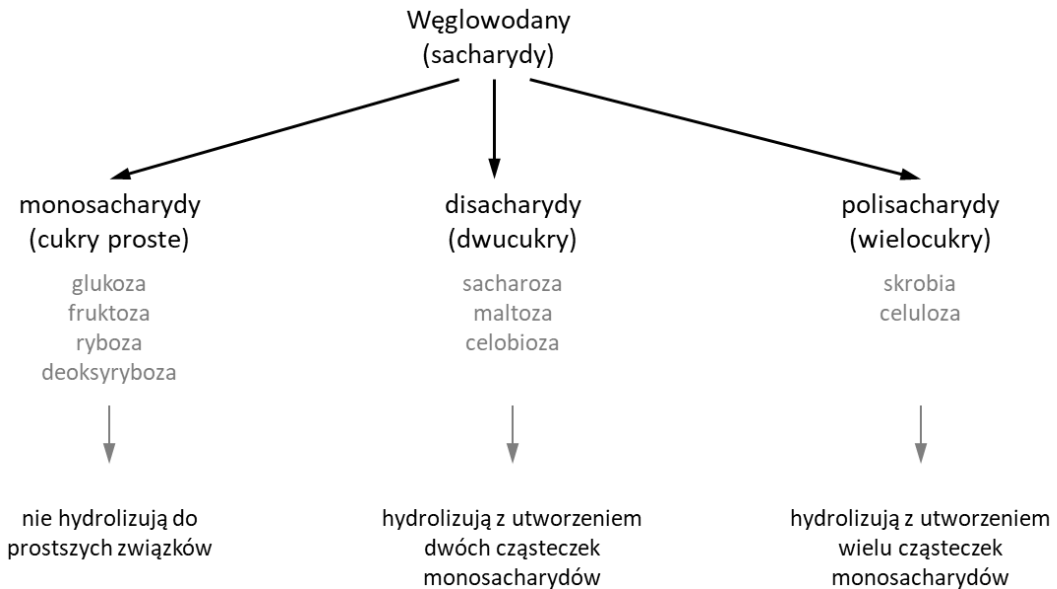 Węglowodany
(sacharydy)
monosacharydy
(cukry proste)
glukoza
fruktoza
ryboza
deoksyryboza
nie hydrolizują do
prostszych związków
disacharydy
(dwucukry)
sacharoza
maltoza
celobioza
hydrolizują z utworzeniem
dwóch cząsteczek
monosacharydów
polisacharydy
(wielocukry)
skrobia
celuloza
hydrolizują z utworzeniem
wielu cząsteczek
monosacharydów